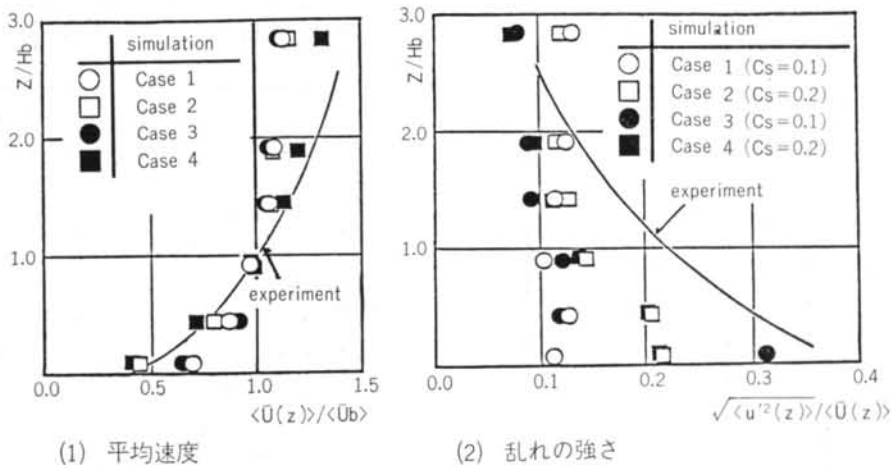 3.0
Z/Hb
2.0
1.0
simulation
Case 1
Case 2
Case 3
Case 4
experiment
0.0
0.5
1.0
1.5
<Ū(z)>/<Ūb>
(1) 平均速度
3.0
Z/Hb
2.0
1.0
simulation
Case 1 (Cs=0.1)
Case 2 (Cs=0.2)
Case 3 (Cs=0.1)
Case 4 (Cs=0.2)
experiment
0.0
0.1
0.2
0.3
0.4
√<u'²(z)>/<Ū(z)>
(2) 乱れの強さ